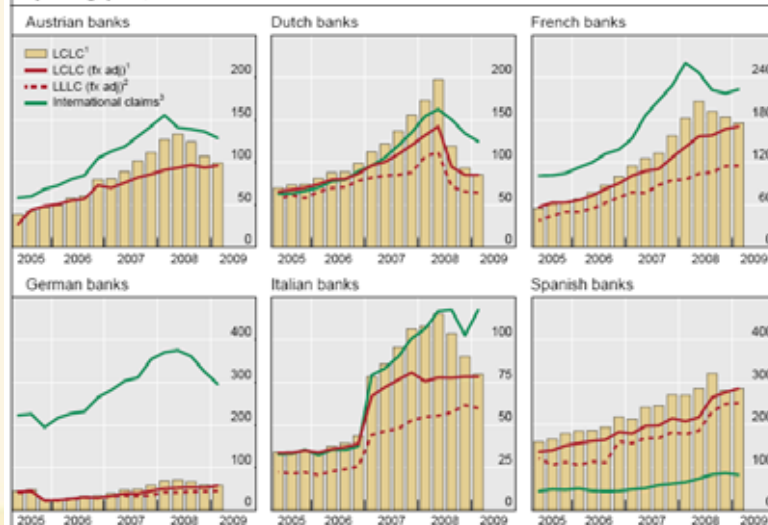 Austrian banks
Dutch banks
French banks
LCLC¹
LCLC (fx adj)¹
LLLC (fx adj)²
International claims³
200
150
100
50
0
200
150
100
50
0
240
180
120
60
0
2005 2006 2007 2008 2009
2005 2006 2007 2008 2009
2005 2006 2007 2008 2009
German banks
Italian banks
Spanish banks
400
300
200
100
0
100
75
50
25
0
400
300
200
100
0
2005 2006 2007 2008 2009
2005 2006 2007 2008 2009
2005 2006 2007 2008 2009